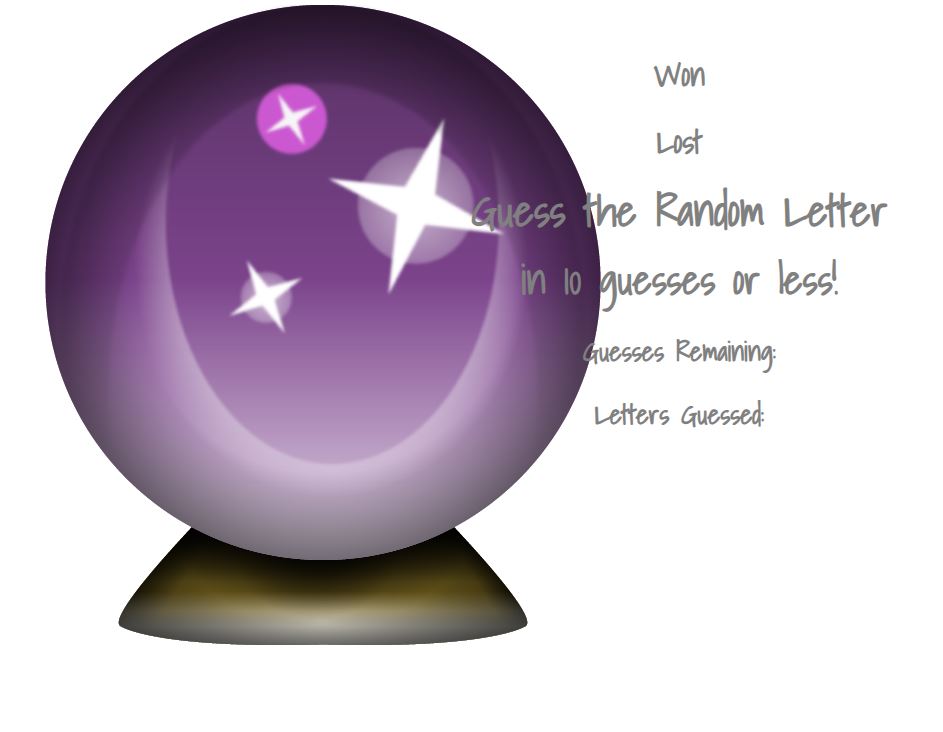 Won
Lost
Guess the Random Letter
in 10 guesses or less!
Guesses Remaining:
Letters Guessed: